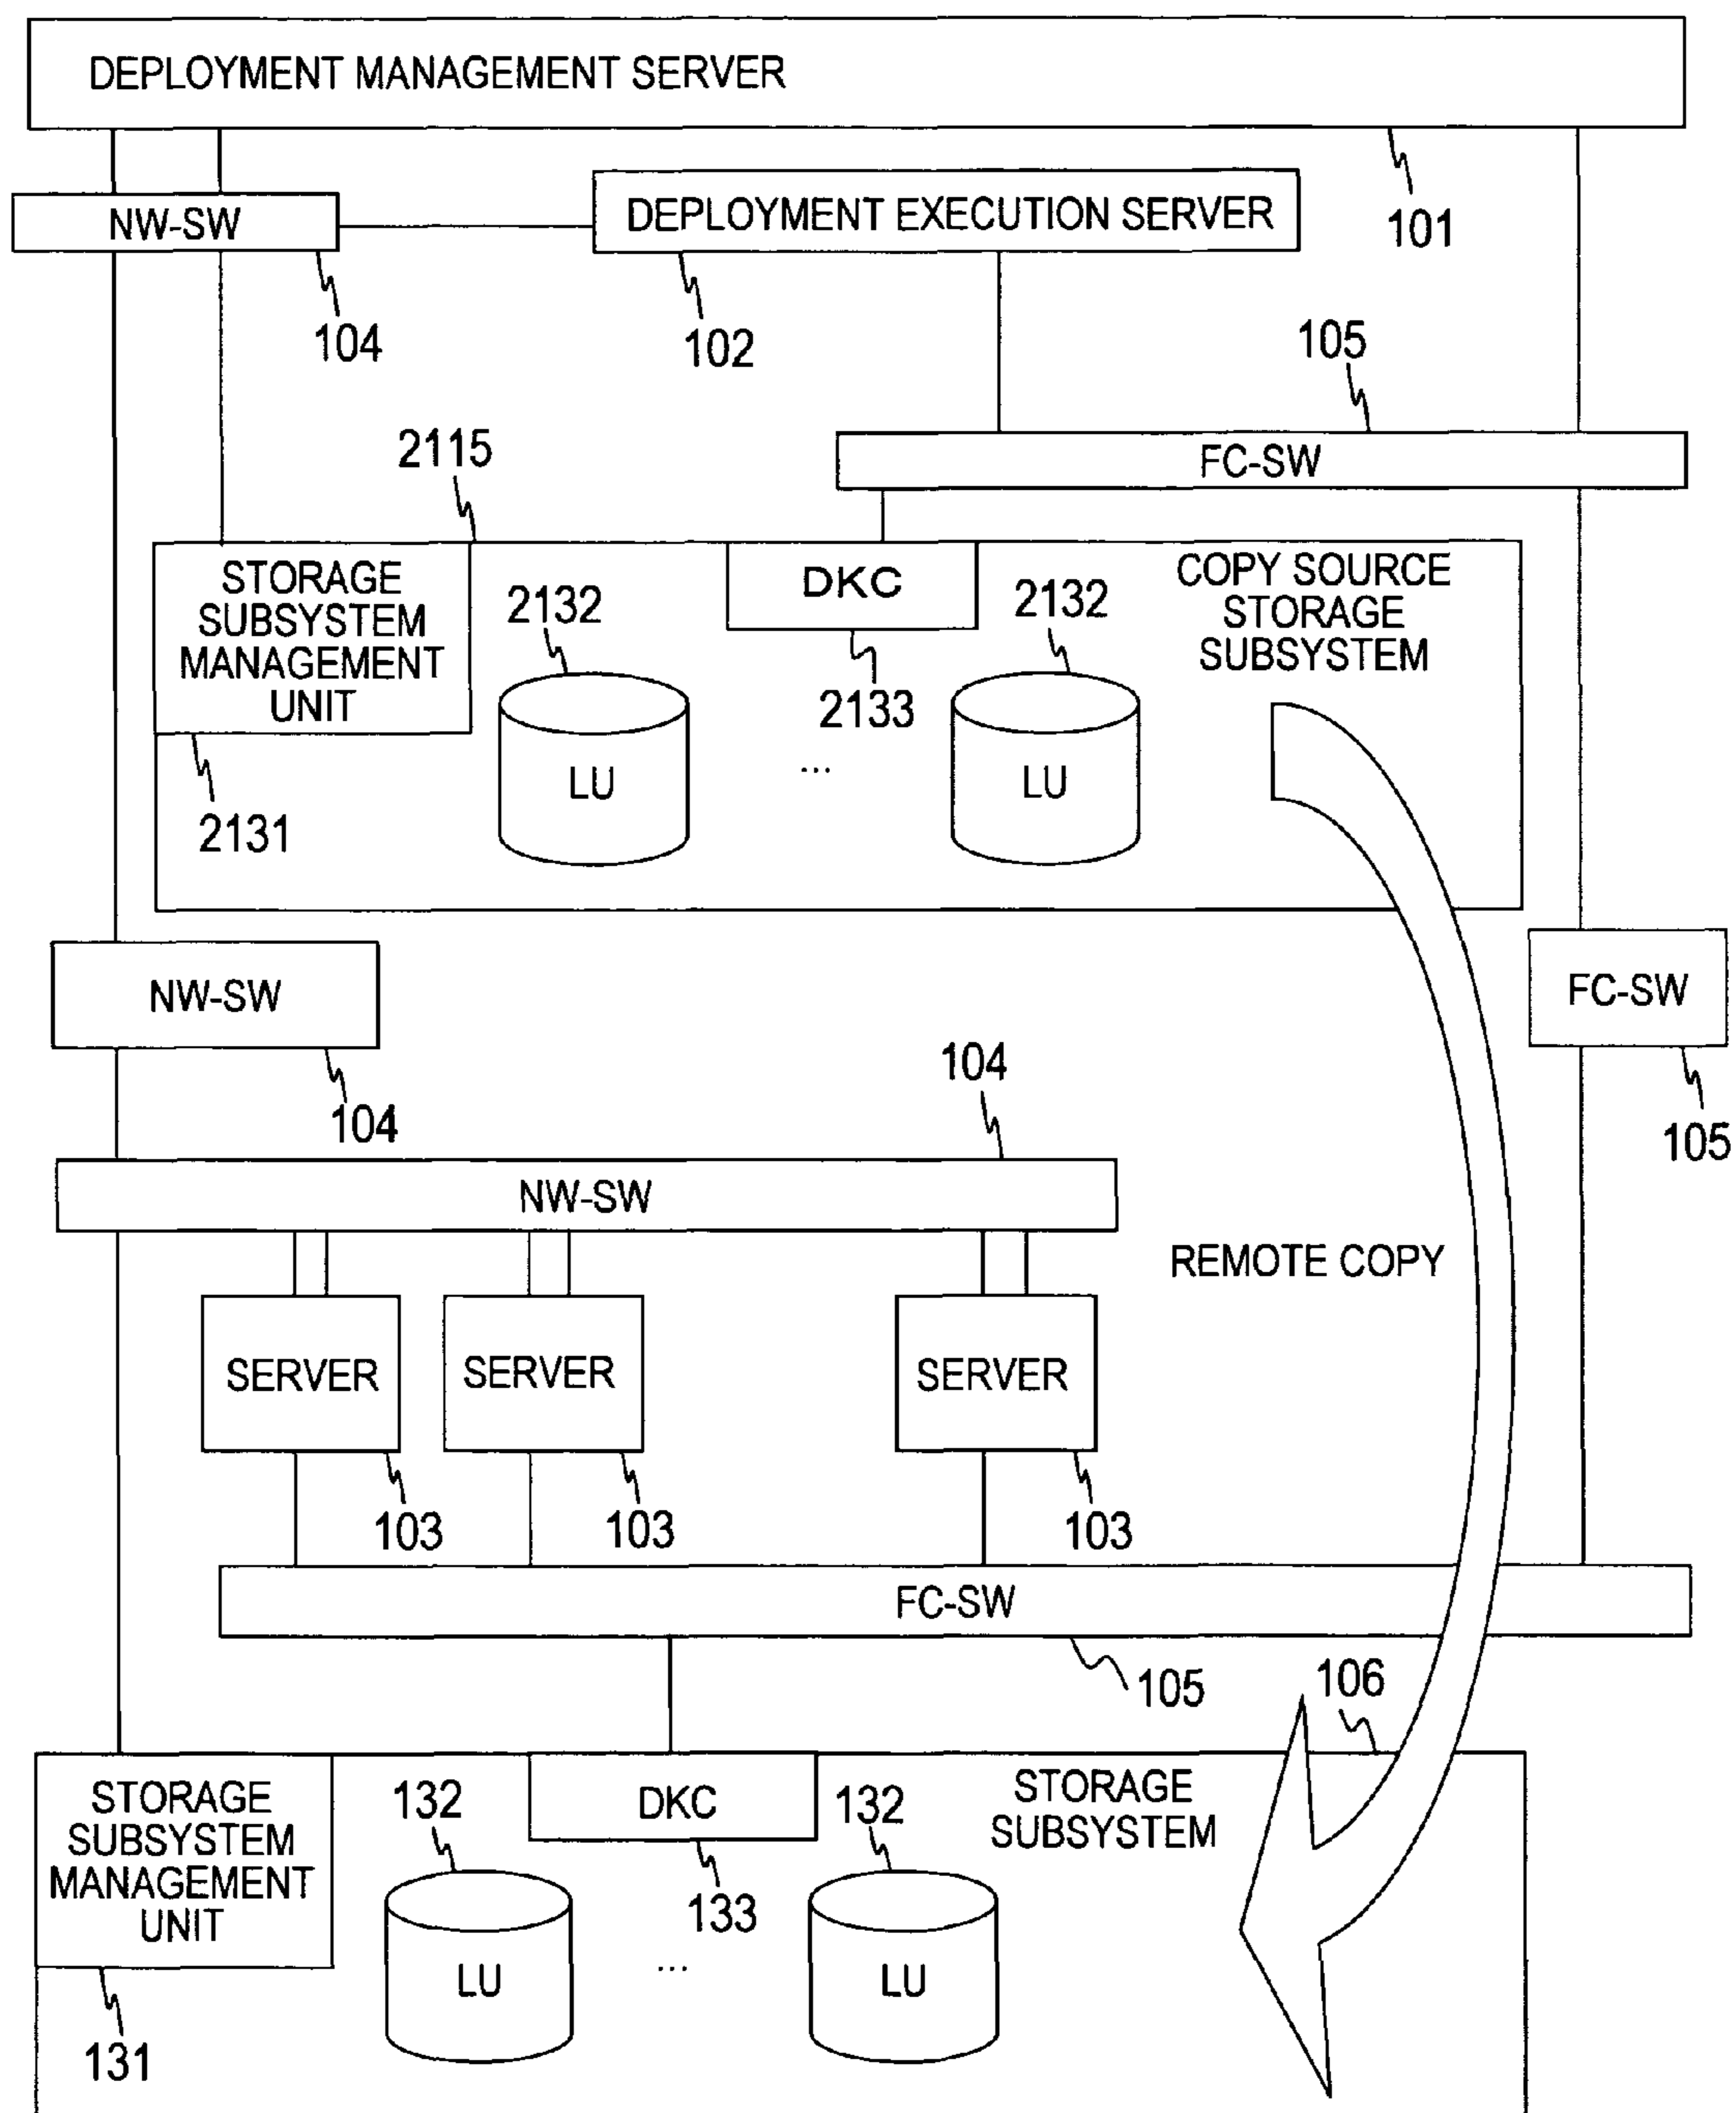 DEPLOYMENT MANAGEMENT SERVER
101
NW-SW
DEPLOYMENT EXECUTION SERVER
104
102
105
FC-SW
2115
STORAGE
SUBSYSTEM
MANAGEMENT
UNIT
2131
2132
LU
DKC
2133
...
2132
LU
COPY SOURCE
STORAGE
SUBSYSTEM
NW-SW
104
FC-SW
105
104
NW-SW
REMOTE COPY
SERVER
SERVER
SERVER
103
103
103
FC-SW
105
106
STORAGE
SUBSYSTEM
MANAGEMENT
UNIT
131
132
LU
DKC
133
...
132
LU
STORAGE
SUBSYSTEM